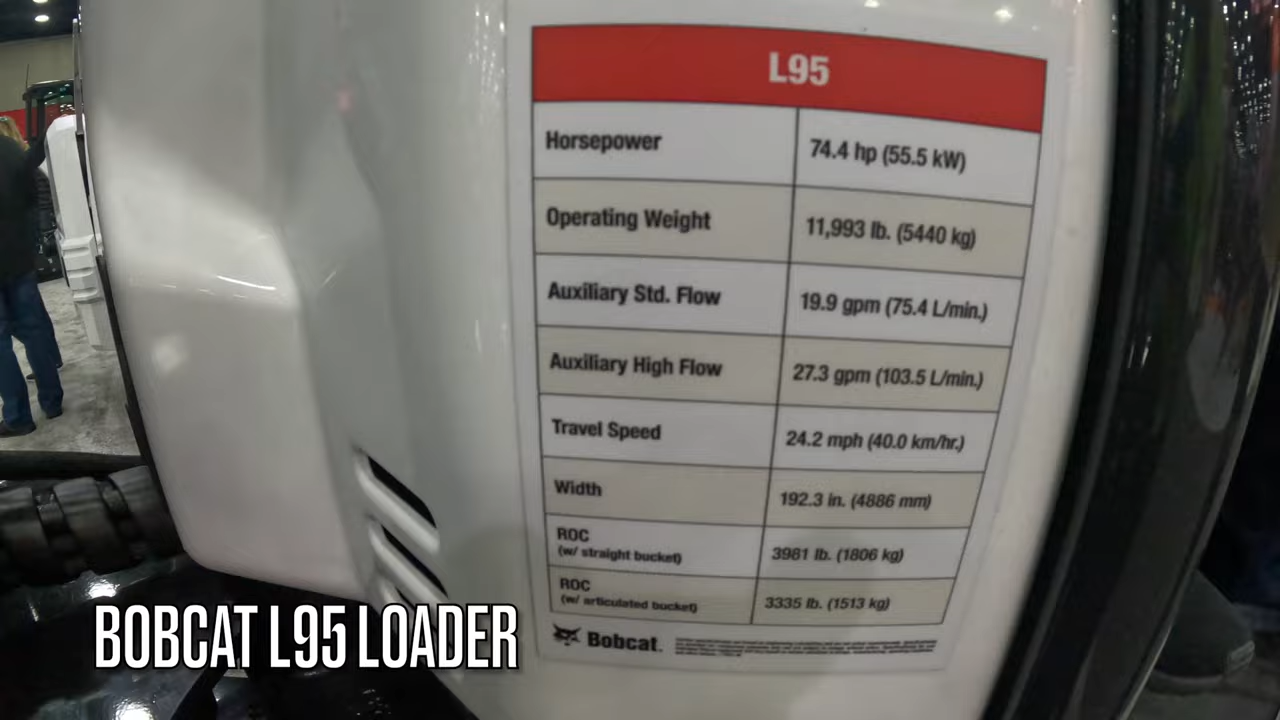 L95
Horsepower 74.4 hp (55.5 kW)
Operating Weight 11,993 lb. (5440 kg)
Auxiliary Std. Flow 19.9 gpm (75.4 L/min.)
Auxiliary High Flow 27.3 gpm (103.5 L/min.)
Travel Speed 24.2 mph (40.0 km/hr.)
Width 192.3 in. (4886 mm)
ROC
(w/ straight bucket) 3981 lb. (1806 kg)
ROC
(w/ articulated bucket) 3335 lb. (1513 kg)
Bobcat.
BOBCAT L95 LOADER